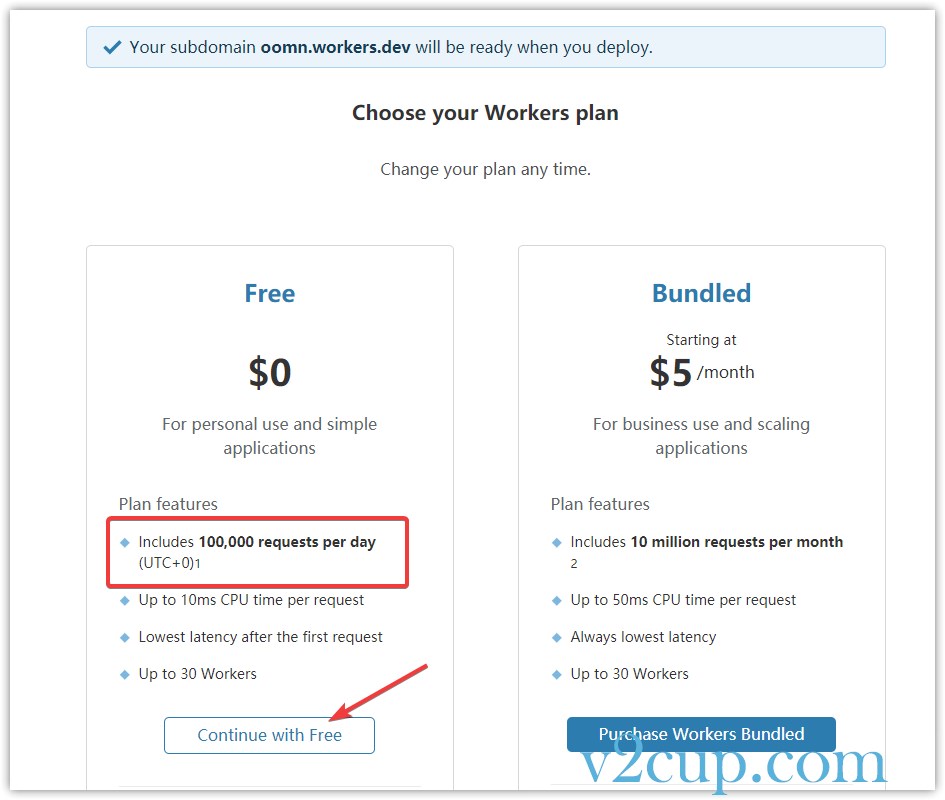 Your subdomain oomn.workers.dev will be ready when you deploy.
Choose your Workers plan
Change your plan any time.
Free
$0
For personal use and simple
applications
Plan features
Includes 100,000 requests per day
(UTC+0)1
Up to 10ms CPU time per request
Lowest latency after the first request
Up to 30 Workers
Continue with Free
Bundled
Starting at
$5 /month
For business use and scaling
applications
Plan features
Includes 10 million requests per month
2
Up to 50ms CPU time per request
Always lowest latency
Up to 30 Workers
Purchase Workers Bundled
v2cup.com